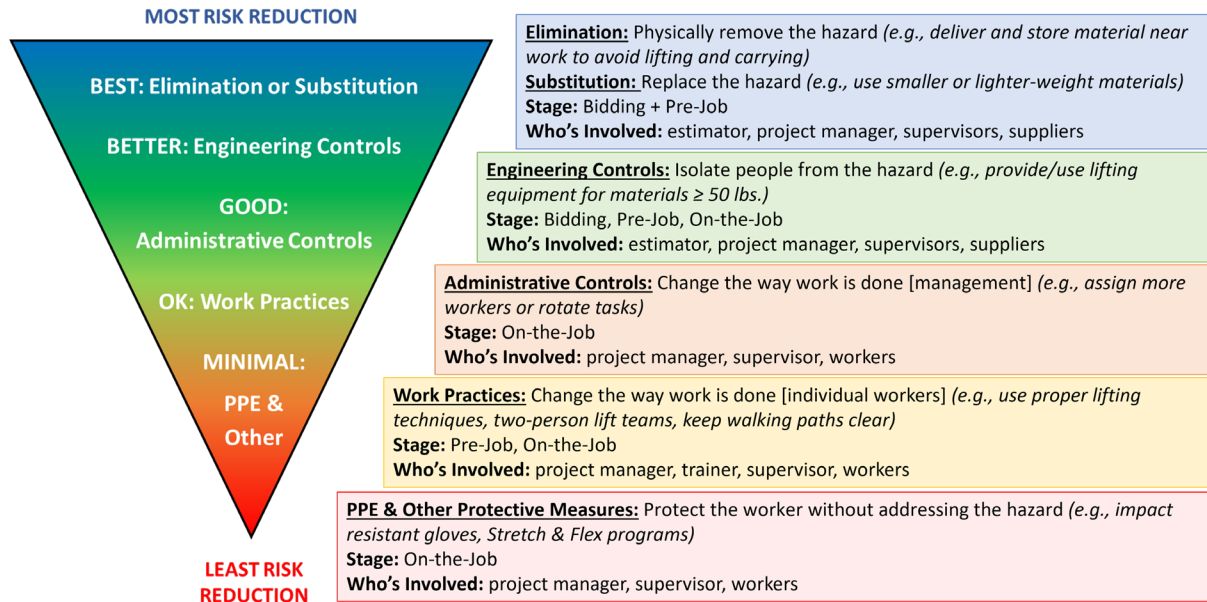 MOST RISK REDUCTION
BEST: Elimination or Substitution
BETTER: Engineering Controls
GOOD:
Administrative Controls
OK: Work Practices
MINIMAL:
PPE &
Other
LEAST RISK
REDUCTION
Elimination: Physically remove the hazard (e.g., deliver and store material near
work to avoid lifting and carrying)
Substitution: Replace the hazard (e.g., use smaller or lighter-weight materials)
Stage: Bidding + Pre-Job
Who's Involved: estimator, project manager, supervisors, suppliers
Engineering Controls: Isolate people from the hazard (e.g., provide/use lifting
equipment for materials ≥ 50 lbs.)
Stage: Bidding, Pre-Job, On-the-Job
Who's Involved: estimator, project manager, supervisors, suppliers
Administrative Controls: Change the way work is done [management] (e.g., assign
more workers or rotate tasks)
Stage: On-the-Job
Who's Involved: project manager, supervisor, workers
Work Practices: Change the way work is done [individual workers] (e.g., use proper lifting
techniques, two-person lift teams, keep walking paths clear)
Stage: Pre-Job, On-the-Job
Who's Involved: project manager, trainer, supervisor, workers
PPE & Other Protective Measures: Protect the worker without addressing the hazard (e.g., impact
resistant gloves, Stretch & Flex programs)
Stage: On-the-Job
Who's Involved: project manager, supervisor, workers